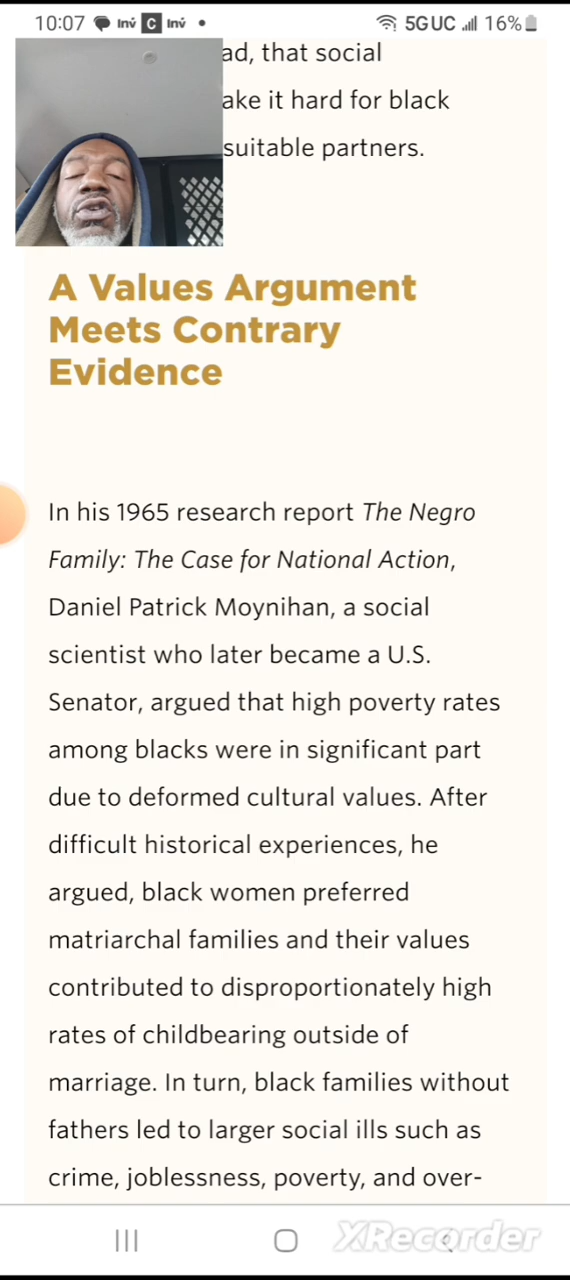 10:07 Inv C Inv 5G UC 16%
ad, that social
ake it hard for black
suitable partners.
A Values Argument
Meets Contrary
Evidence
In his 1965 research report The Negro
Family: The Case for National Action,
Daniel Patrick Moynihan, a social
scientist who later became a U.S.
Senator, argued that high poverty rates
among blacks were in significant part
due to deformed cultural values. After
difficult historical experiences, he
argued, black women preferred
matriarchal families and their values
contributed to disproportionately high
rates of childbearing outside of
marriage. In turn, black families without
fathers led to larger social ills such as
crime, joblessness, poverty, and over-
XRecorder